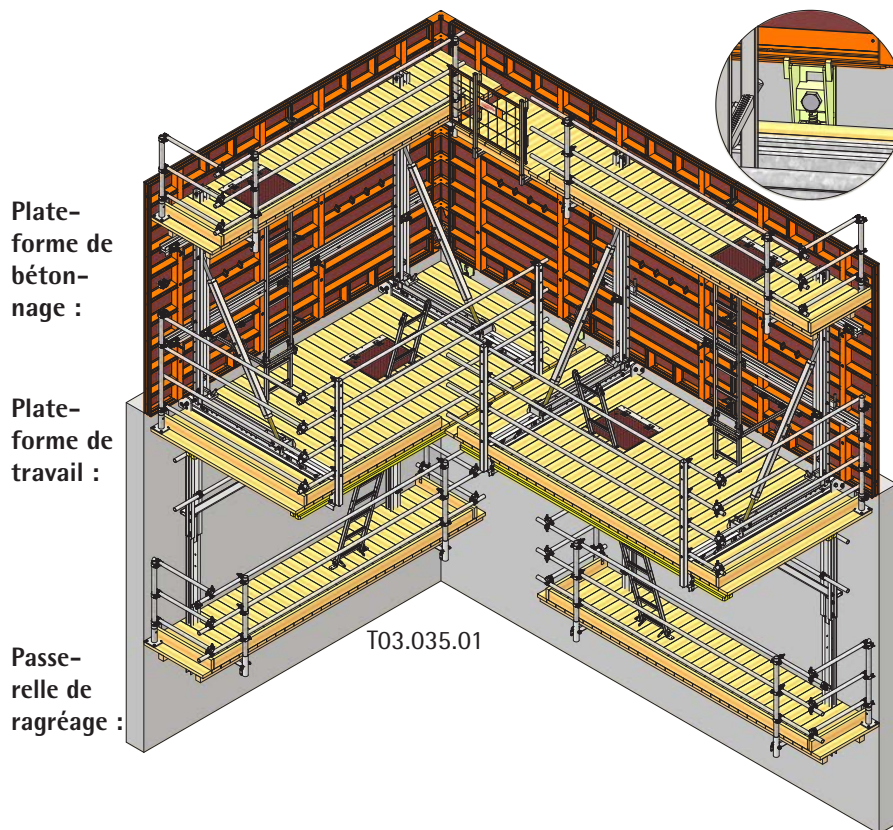 Plate-
forme de
béton-
nage :
Plate-
forme de
travail :
Passe-
relle de
ragréage :
T03.035.01